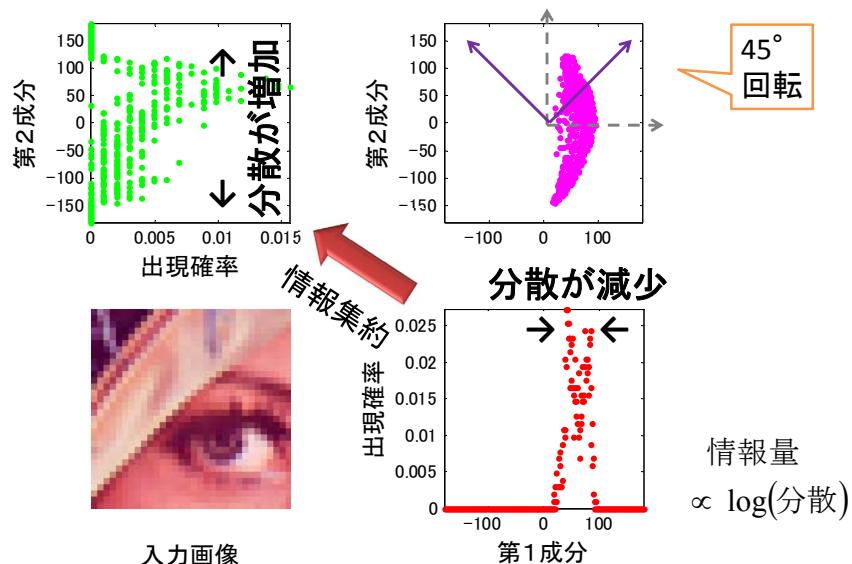 150
100
50
0
-50
-100
-150
第2成分
0
0.005
0.01
0.015
出現確率
↑
分散が増加
↓
150
100
50
0
-50
-100
-150
第2成分
-100
0
100
45°
回転
情報集約
分散が減少
0.025
0.02
0.015
0.01
0.005
0
出現確率
→ ←
-100
0
100
第1成分
入力画像
情報量
∝ log(分散)